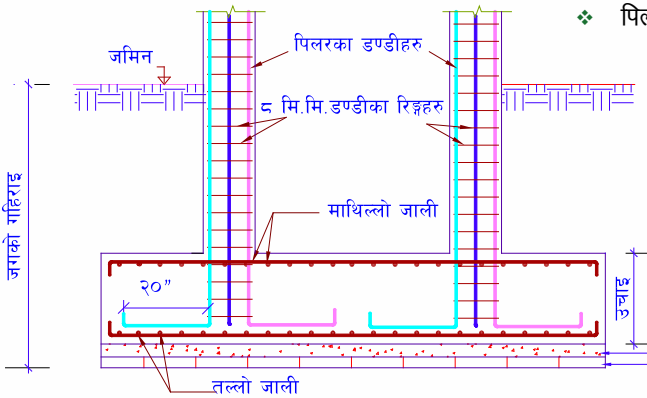 ❖ पिल
पिलरका डण्डीहरु
जमिन
८ मि.मि.डण्डीका रिङ्गहरु
जगको गहिराइ
माथिल्लो जाली
२०"
उचाइ
तल्लो जाली